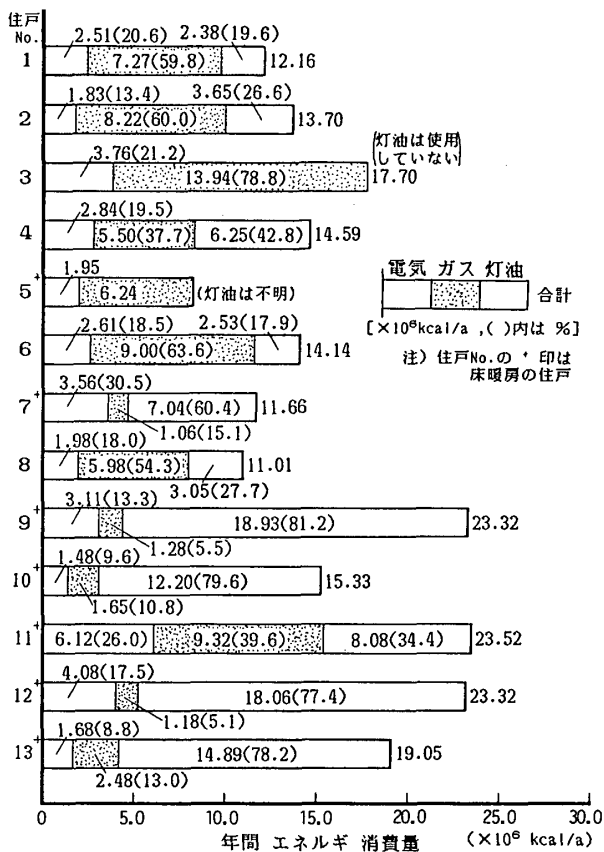 住戸
No.
2.51(20.6) 2.38(19.6)
1 7.27(59.8) 12.16
1.83(13.4) 3.65(26.6)
2 8.22(60.0) 13.70
(灯油は使用
していない)
3.76(21.2)
3 13.94(78.8) 17.70
2.84(19.5)
4 5.50(37.7) 6.25(42.8) 14.59
1.95
5⁺ 6.24 (灯油は不明)
電気 ガス 灯油
合計
[×10⁶kcal/a ,( )内は %]
注) 住戸No.の ⁺ 印は
床暖房の住戸
2.61(18.5) 2.53(17.9)
6 9.00(63.6) 14.14
3.56(30.5)
7⁺ 7.04(60.4) 11.66
1.06(15.1)
1.98(18.0)
8 5.98(54.3) 11.01
3.05(27.7)
3.11(13.3)
9⁺ 18.93(81.2) 23.32
1.28(5.5)
1.48(9.6)
10⁺ 12.20(79.6) 15.33
1.65(10.8)
11⁺ 6.12(26.0) 9.32(39.6) 8.08(34.4) 23.52
4.08(17.5)
12⁺ 18.06(77.4) 23.32
1.18(5.1)
1.68(8.8)
13⁺ 14.89(78.2) 19.05
2.48(13.0)
0 5.0 10.0 15.0 20.0 25.0 30.0
年間 エネルギ 消費量 (×10⁶ kcal/a)